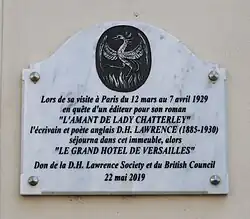 Lors de sa visite à Paris du 12 mars au 7 avril 1929
en quête d'un éditeur pour son roman
"L'AMANT DE LADY CHATTERLEY"
l'écrivain et poète anglais D.H. LAWRENCE (1885-1930)
séjourna dans cet immeuble, alors
"LE GRAND HOTEL DE VERSAILLES"
Don de la D.H. Lawrence Society et du British Council
22 mai 2019